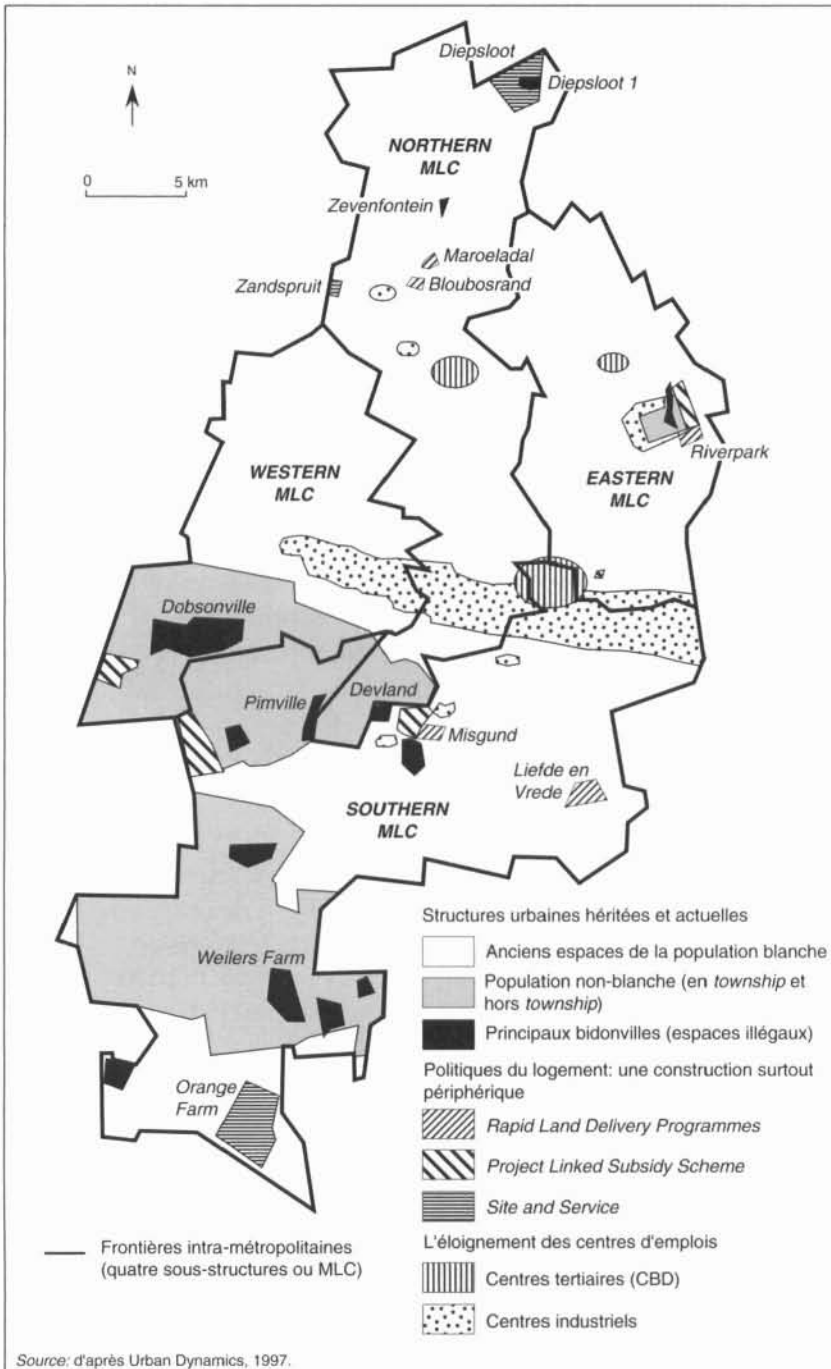 Diepsloot
Diepsloot 1
N
NORTHERN
MLC
0 5 km
Zevenfontein
Maroeladal
Zandspruit
Bloubosrand
Riverpark
WESTERN
MLC
EASTERN
MLC
Dobsonville
Pimville
Devland
Misgund
Liefde en
Vrede
SOUTHERN
MLC
Weilers Farm
Orange
Farm
Structures urbaines héritées et actuelles
Anciens espaces de la population blanche
Population non-blanche (en township et
hors township)
Principaux bidonvilles (espaces illégaux)
Politiques du logement: une construction surtout
périphérique
Rapid Land Delivery Programmes
Project Linked Subsidy Scheme
Site and Service
L'éloignement des centres d'emplois
Centres tertiaires (CBD)
Centres industriels
Frontières intra-métropolitaines
(quatre sous-structures ou MLC)
Source: d'après Urban Dynamics, 1997.